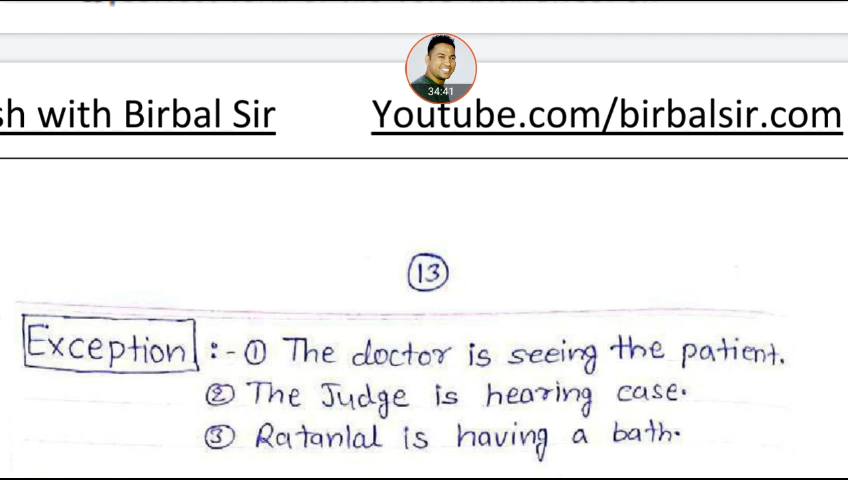 34:41
sh with Birbal Sir Youtube.com/birbalsir.com
13
Exception :- ① The doctor is seeing the patient.
② The Judge is hearing case.
③ Ratanlal is having a bath.